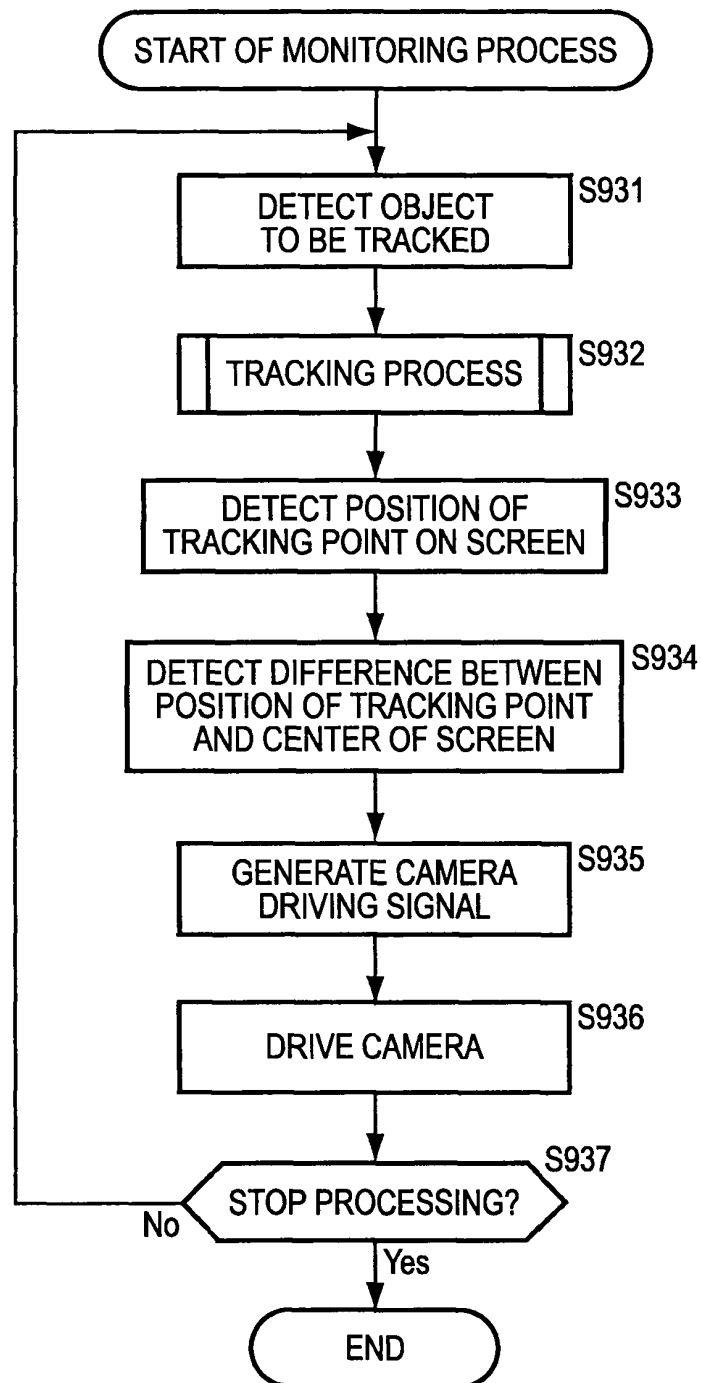 START OF MONITORING PROCESS
S931
DETECT OBJECT
TO BE TRACKED
S932
TRACKING PROCESS
S933
DETECT POSITION OF
TRACKING POINT ON SCREEN
S934
DETECT DIFFERENCE BETWEEN
POSITION OF TRACKING POINT
AND CENTER OF SCREEN
S935
GENERATE CAMERA
DRIVING SIGNAL
S936
DRIVE CAMERA
S937
STOP PROCESSING?
No
Yes
END